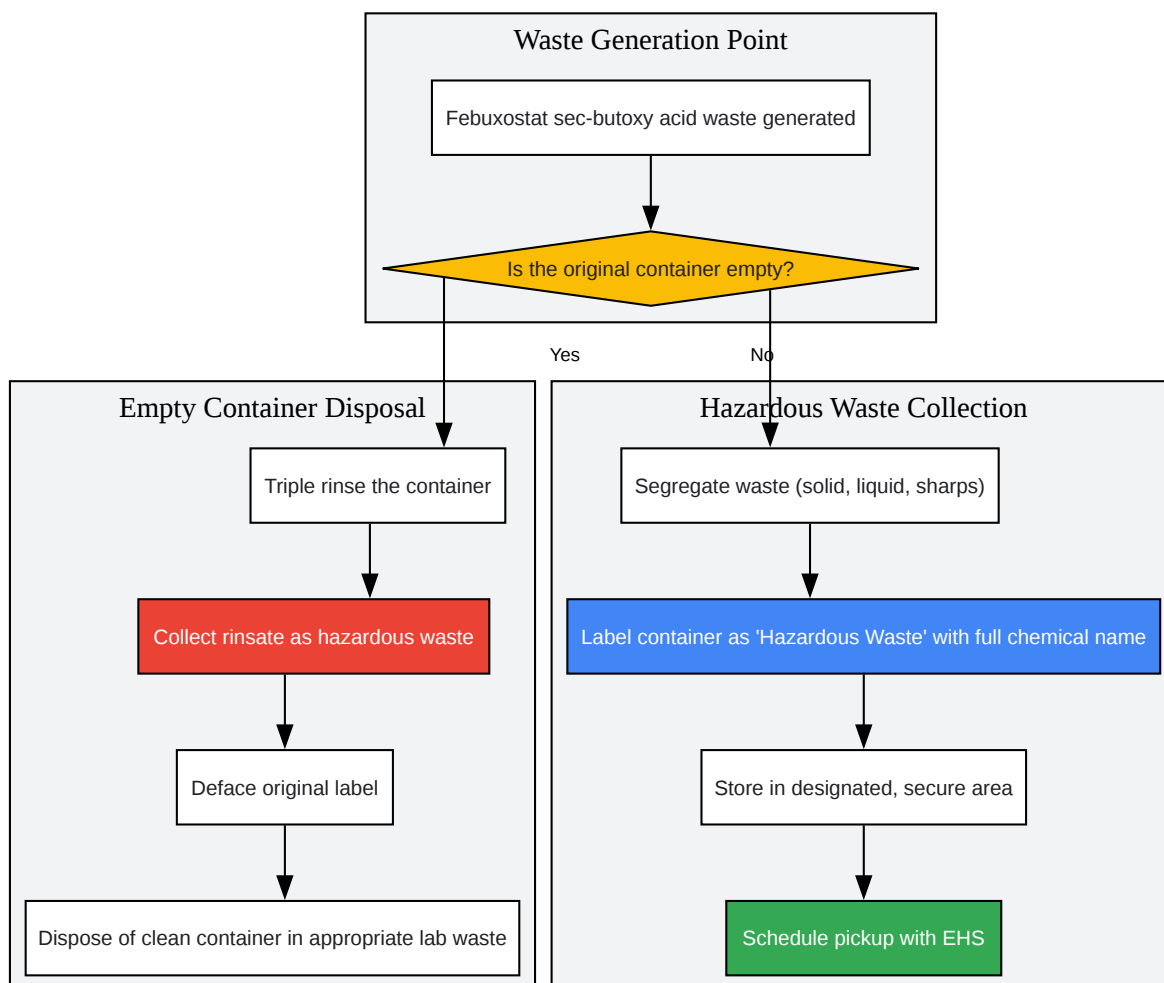 Waste Generation Point
Febuxostat sec-butoxy acid waste generated
Is the original container empty?
Yes
No
Empty Container Disposal
Triple rinse the container
Collect rinsate as hazardous waste
Deface original label
Dispose of clean container in appropriate lab waste
Hazardous Waste Collection
Segregate waste (solid, liquid, sharps)
Label container as 'Hazardous Waste' with full chemical name
Store in designated, secure area
Schedule pickup with EHS